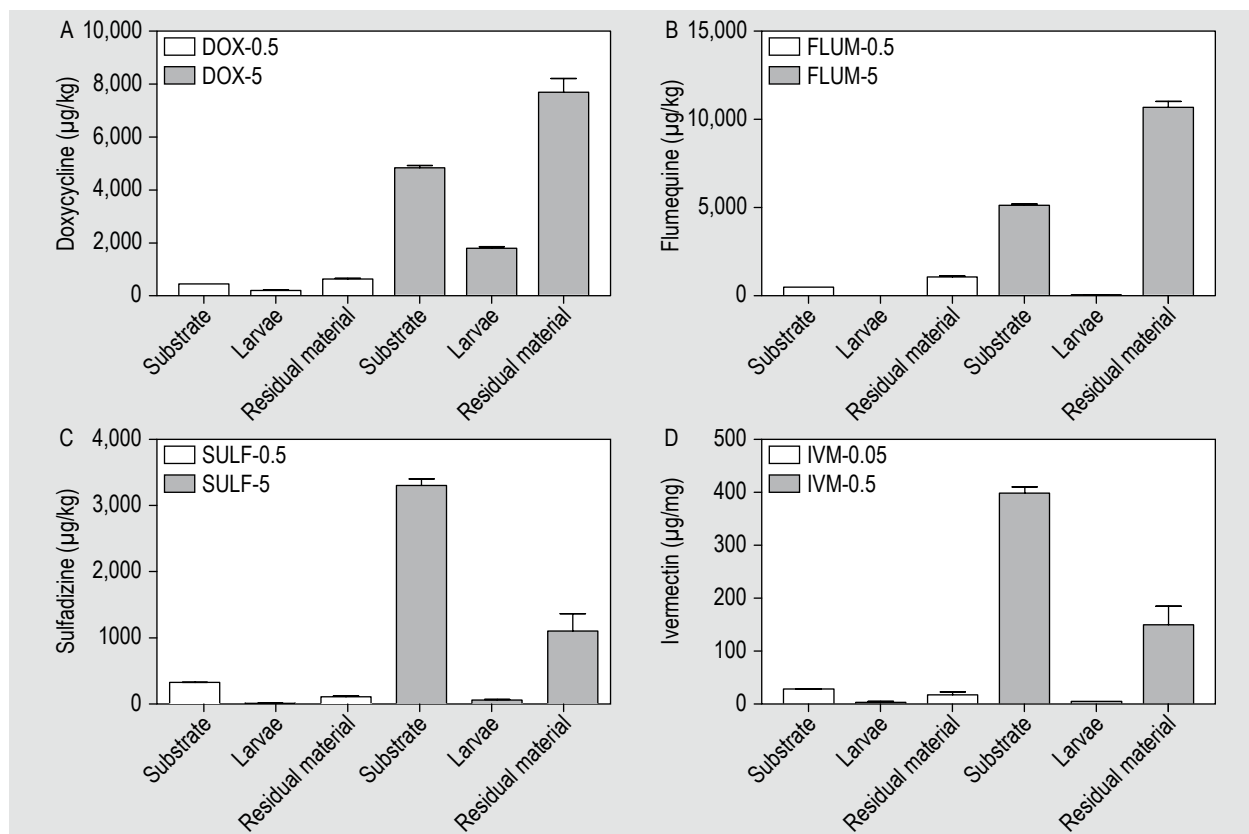 A
DOX-0.5
DOX-5
Doxycycline (µg/kg)
10,000
8,000
6,000
4,000
2,000
0
Substrate
Larvae
Residual material
Substrate
Larvae
Residual material
B
FLUM-0.5
FLUM-5
Flumequine (µg/kg)
15,000
10,000
5,000
0
Substrate
Larvae
Residual material
Substrate
Larvae
Residual material
C
SULF-0.5
SULF-5
Sulfadizine (µg/kg)
4,000
3,000
2,000
1000
0
Substrate
Larvae
Residual material
Substrate
Larvae
Residual material
D
IVM-0.05
IVM-0.5
Ivermectin (µg/mg)
500
400
300
200
100
0
Substrate
Larvae
Residual material
Substrate
Larvae
Residual material